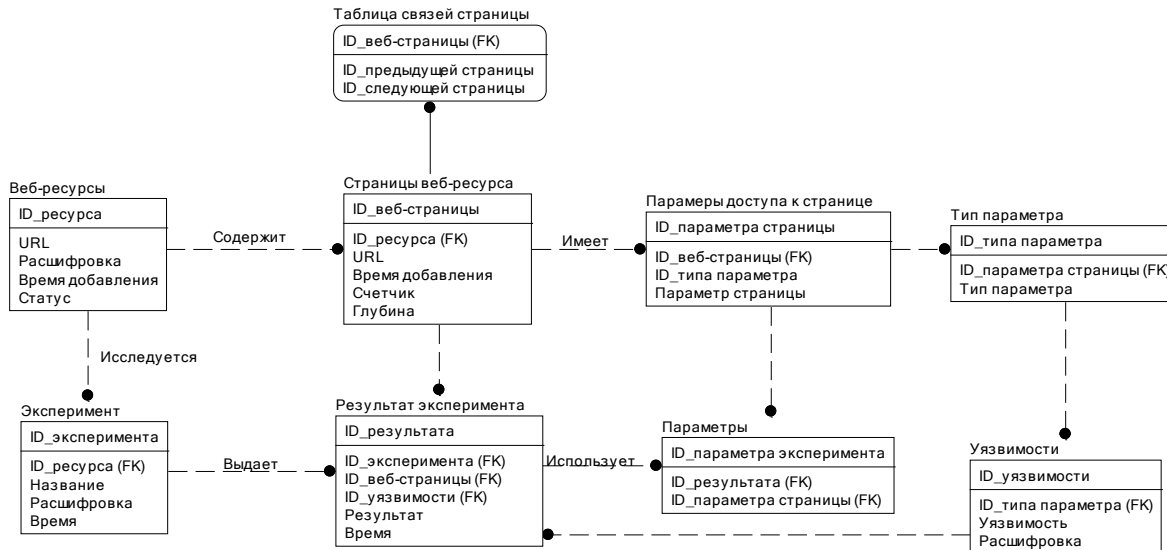 Таблица связей страницы
ID_веб-страницы (FK)
ID_предыдущей страницы
ID_следующей страницы
Веб-ресурсы
ID_ресурса
URL
Расшифровка
Время добавления
Статус
Содержит
Страницы веб-ресурса
ID_веб-страницы
ID_ресурса (FK)
URL
Время добавления
Счетчик
Глубина
Имеет
Парамеры доступа к странице
ID_параметра страницы
ID_веб-страницы (FK)
ID_типа параметра
Параметр страницы
Тип параметра
ID_типа параметра
ID_параметра страницы (FK)
Тип параметра
Исследуется
Эксперимент
ID_эксперимента
ID_ресурса (FK)
Название
Расшифровка
Время
Выдает
Результат эксперимента
ID_результата
ID_эксперимента (FK)
ID_веб-страницы (FK)
ID_уязвимости (FK)
Результат
Время
Использует
Параметры
ID_параметра эксперимента
ID_результата (FK)
ID_параметра страницы (FK)
Уязвимости
ID_уязвимости
ID_типа параметра (FK)
Уязвимость
Расшифровка